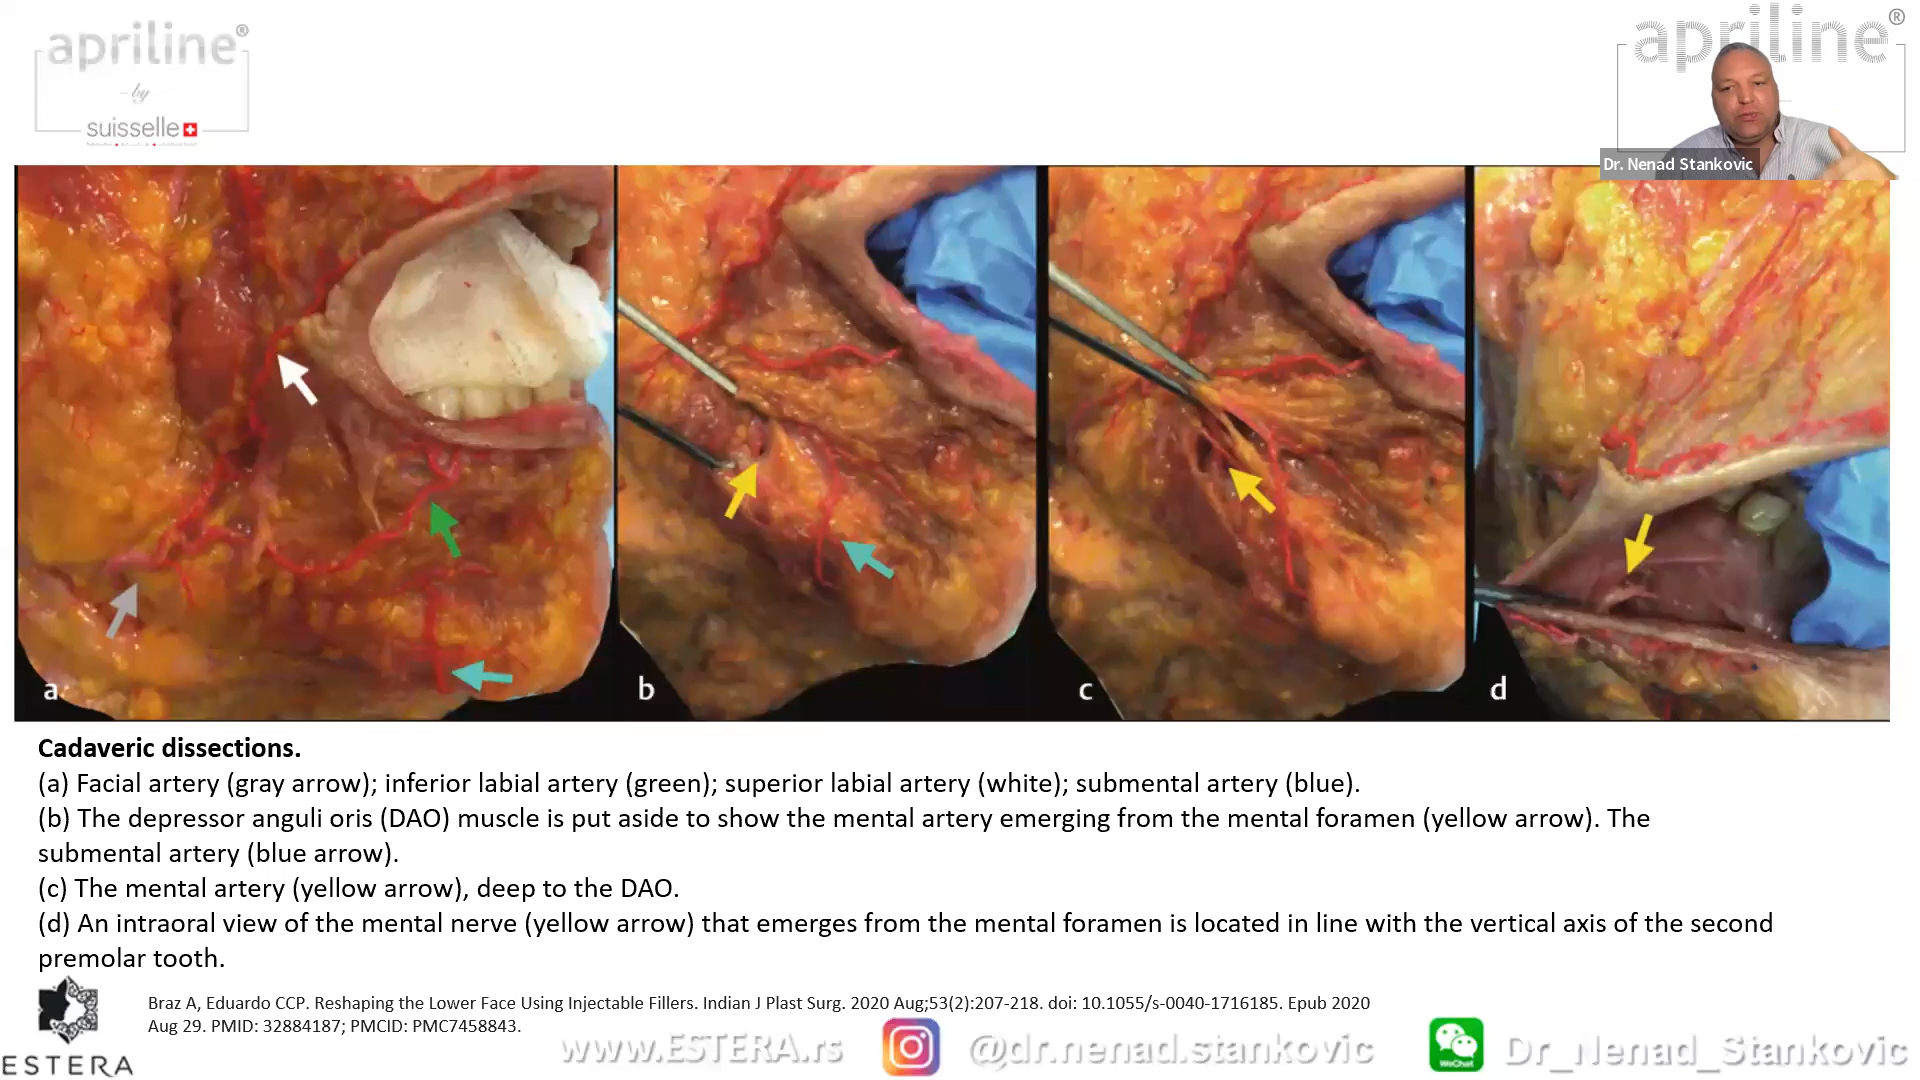 apriline®
by
suisselle
apriline®
Dr. Nenad Stankovic
a
b
c
d
Cadaveric dissections.
(a) Facial artery (gray arrow); inferior labial artery (green); superior labial artery (white); submental artery (blue).
(b) The depressor anguli oris (DAO) muscle is put aside to show the mental artery emerging from the mental foramen (yellow arrow). The
submental artery (blue arrow).
(c) The mental artery (yellow arrow), deep to the DAO.
(d) An intraoral view of the mental nerve (yellow arrow) that emerges from the mental foramen is located in line with the vertical axis of the second
premolar tooth.
Braz A, Eduardo CCP. Reshaping the Lower Face Using Injectable Fillers. Indian J Plast Surg. 2020 Aug;53(2):207-218. doi: 10.1055/s-0040-1716185. Epub 2020
Aug 29. PMID: 32884187; PMCID: PMC7458843.
ESTERA
www.ESTERA.rs
@dr.nenad.stankovic
WeChat
Dr_Nenad_Stankovic